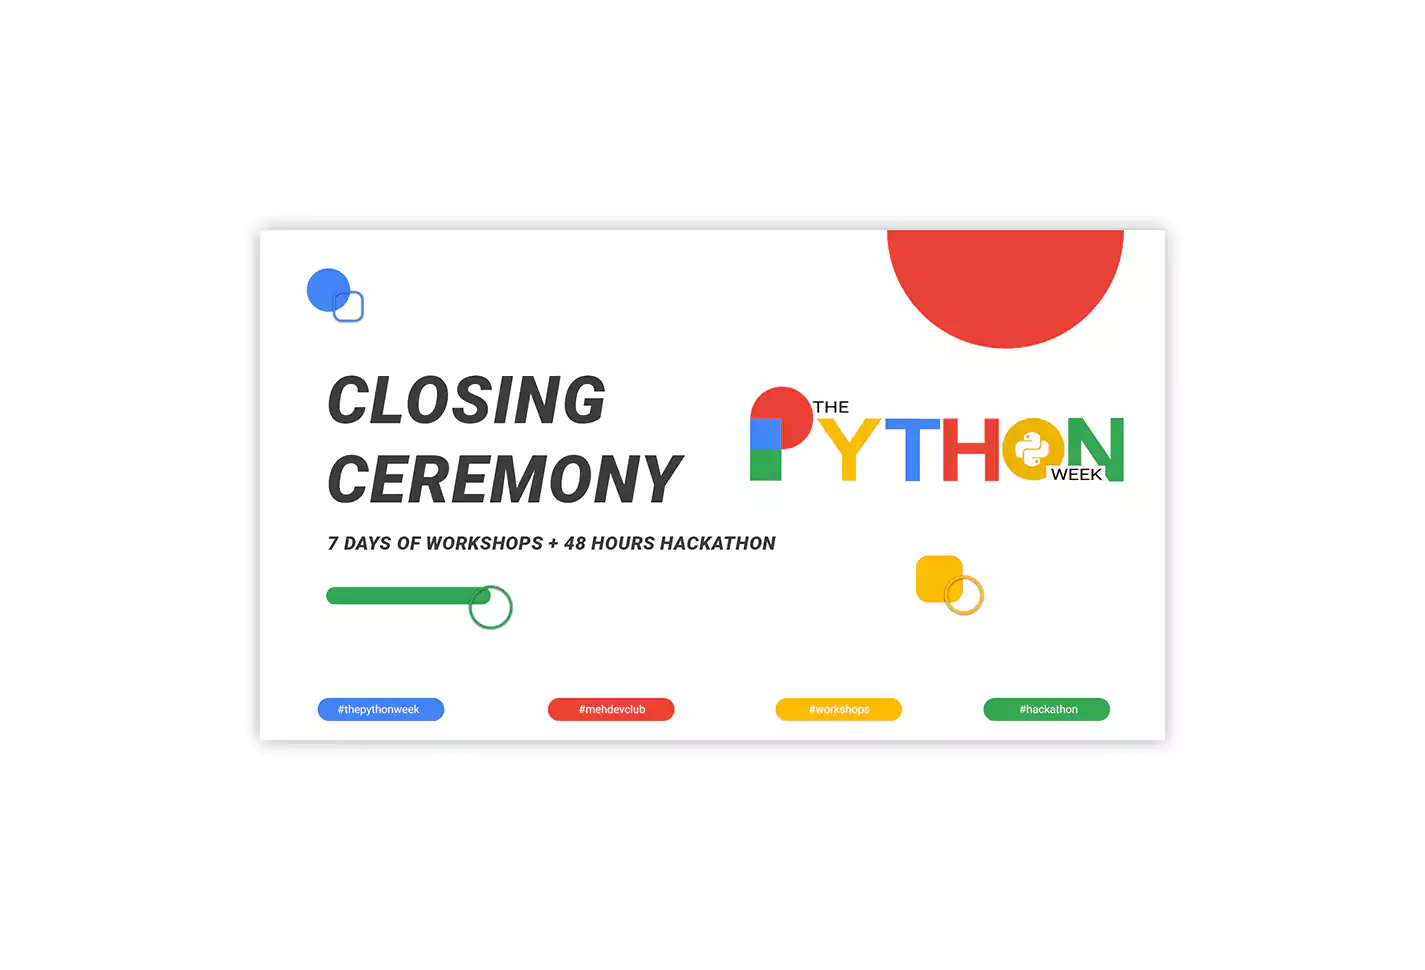 CLOSING
CEREMONY
7 DAYS OF WORKSHOPS + 48 HOURS HACKATHON
THE
PYTHON
WEEK
#thepythonweek
#mehdevclub
#workshops
#hackathon